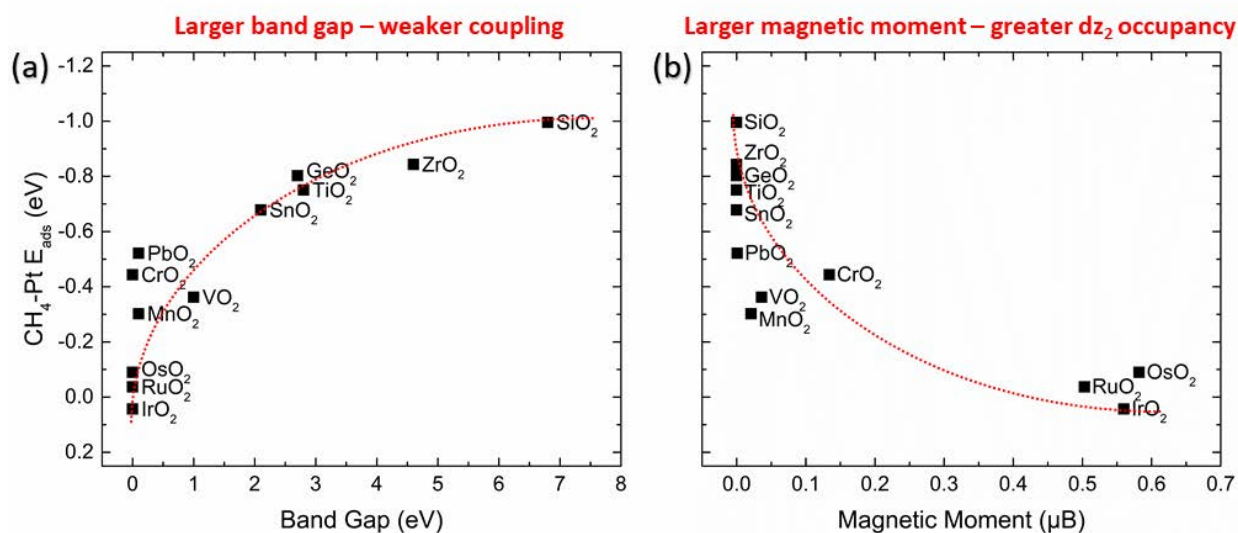 Larger band gap – weaker coupling
Larger magnetic moment – greater dz₂ occupancy
(a)
-1.2
-1.0
-0.8
-0.6
-0.4
-0.2
0.0
0.2
CH₄-Pt E_ads (eV)
SiO₂
ZrO₂
GeO₂
TiO₂
SnO₂
PbO₂
CrO₂
VO₂
MnO₂
OsO₂
RuO₂
IrO₂
0 1 2 3 4 5 6 7 8
Band Gap (eV)
(b)
SiO₂
ZrO₂
GeO₂
TiO₂
SnO₂
PbO₂
CrO₂
VO₂
MnO₂
OsO₂
RuO₂
IrO₂
0.0 0.1 0.2 0.3 0.4 0.5 0.6 0.7
Magnetic Moment (μB)